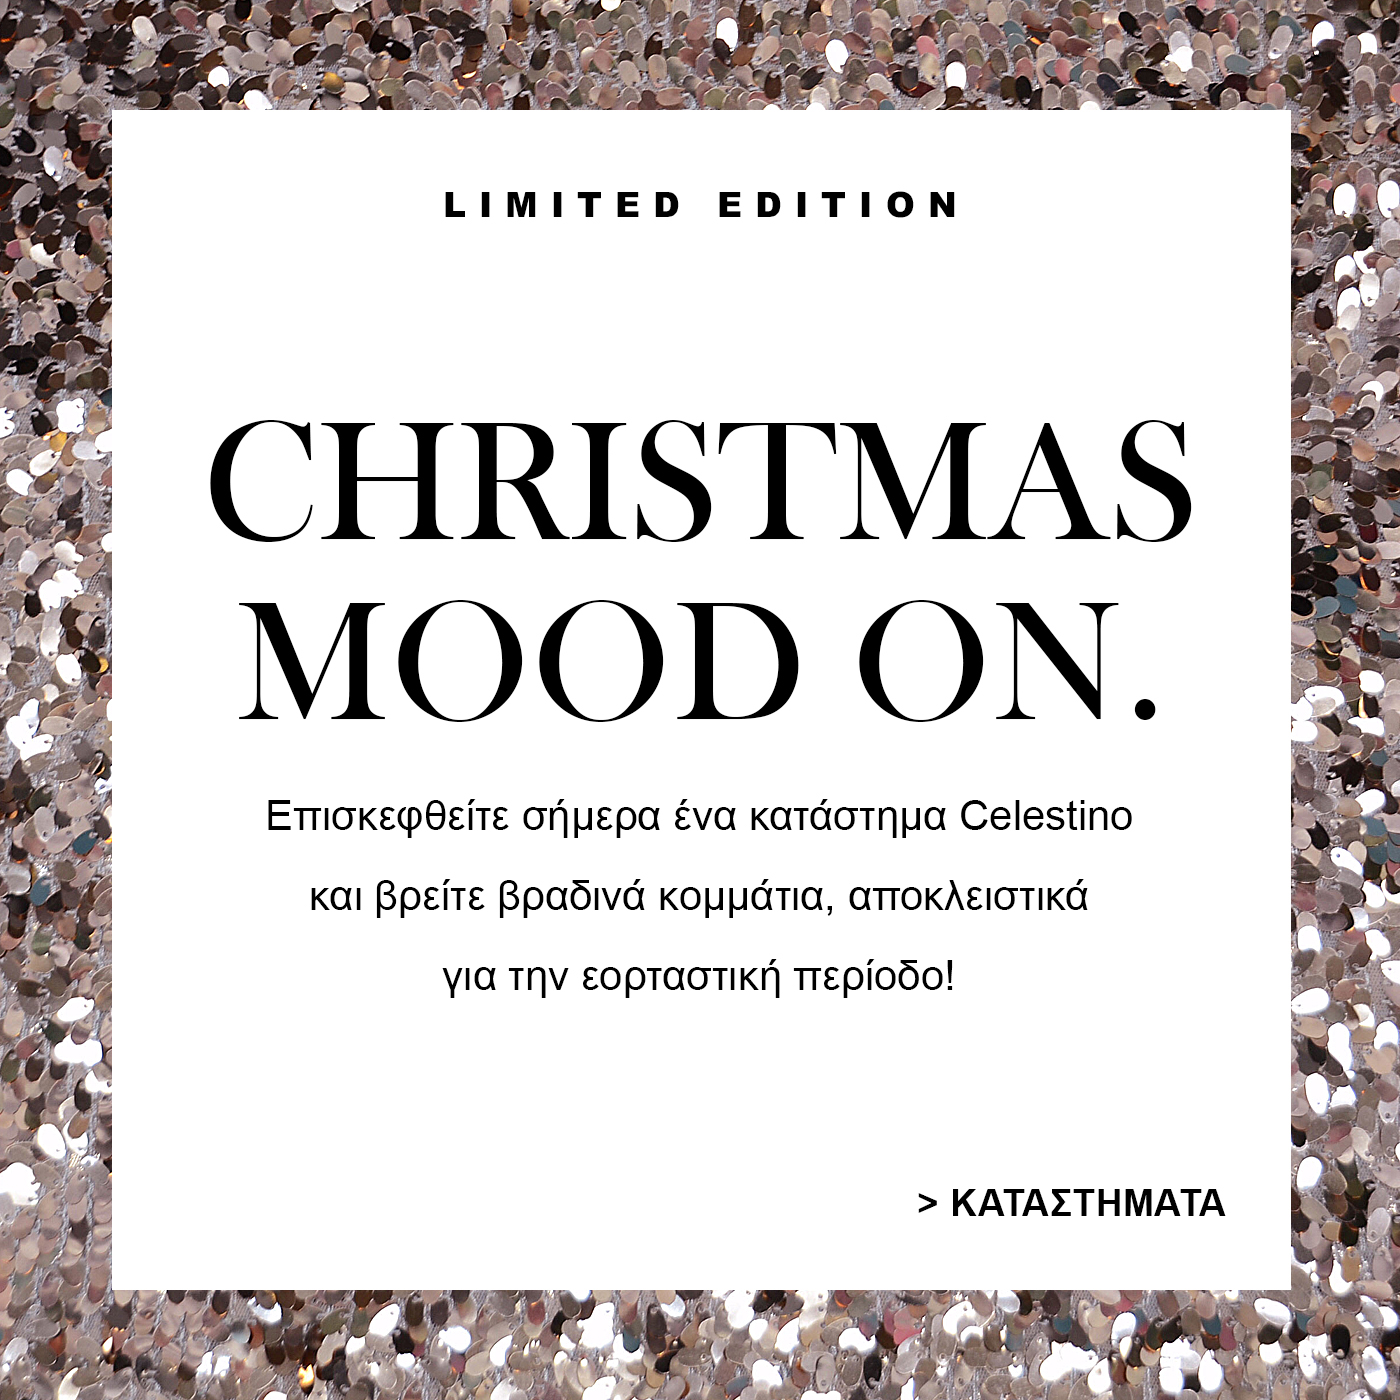 LIMITED EDITION
CHRISTMAS
MOOD ON.
Επισκεφθείτε σήμερα ένα κατάστημα Celestino
και βρείτε βραδινά κομμάτια, αποκλειστικά
για την εορταστική περίοδο!
> ΚΑΤΑΣΤΗΜΑΤΑ